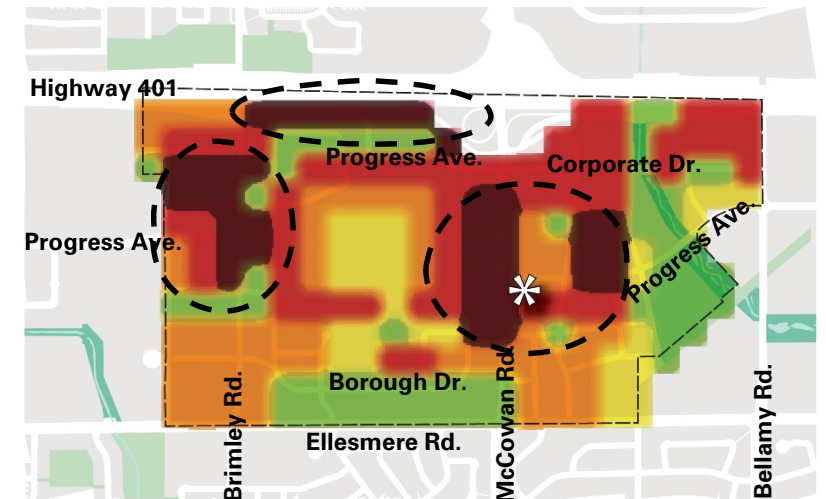 Highway 401
Progress Ave.
Corporate Dr.
Progress Ave.
Progress Ave.
Borough Dr.
Ellesmere Rd.
Brimley Rd.
McCowan Rd.
Bellamy Rd.